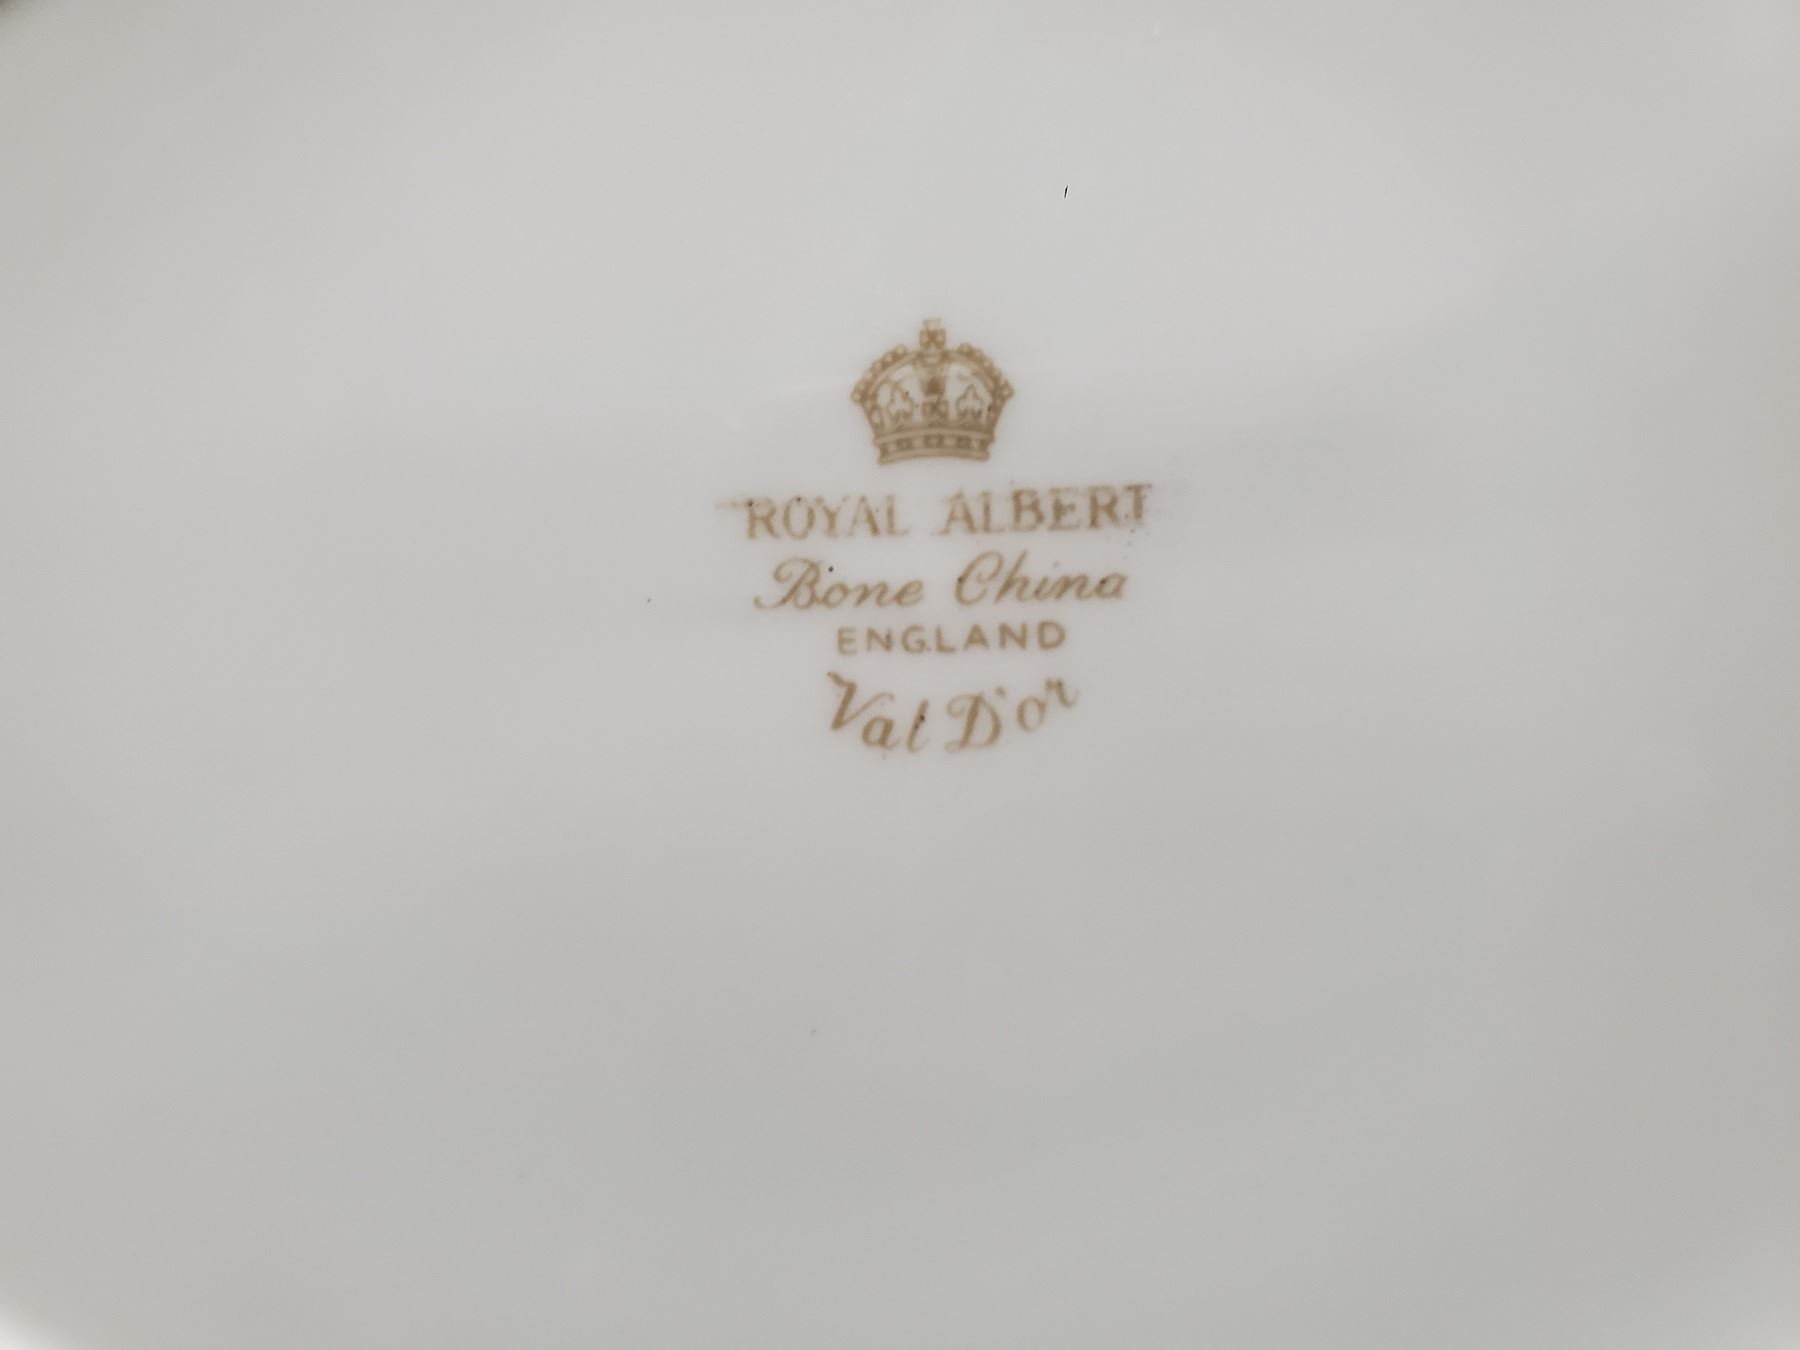 ROYAL ALBERT
Bone China
ENGLAND
Val D'or